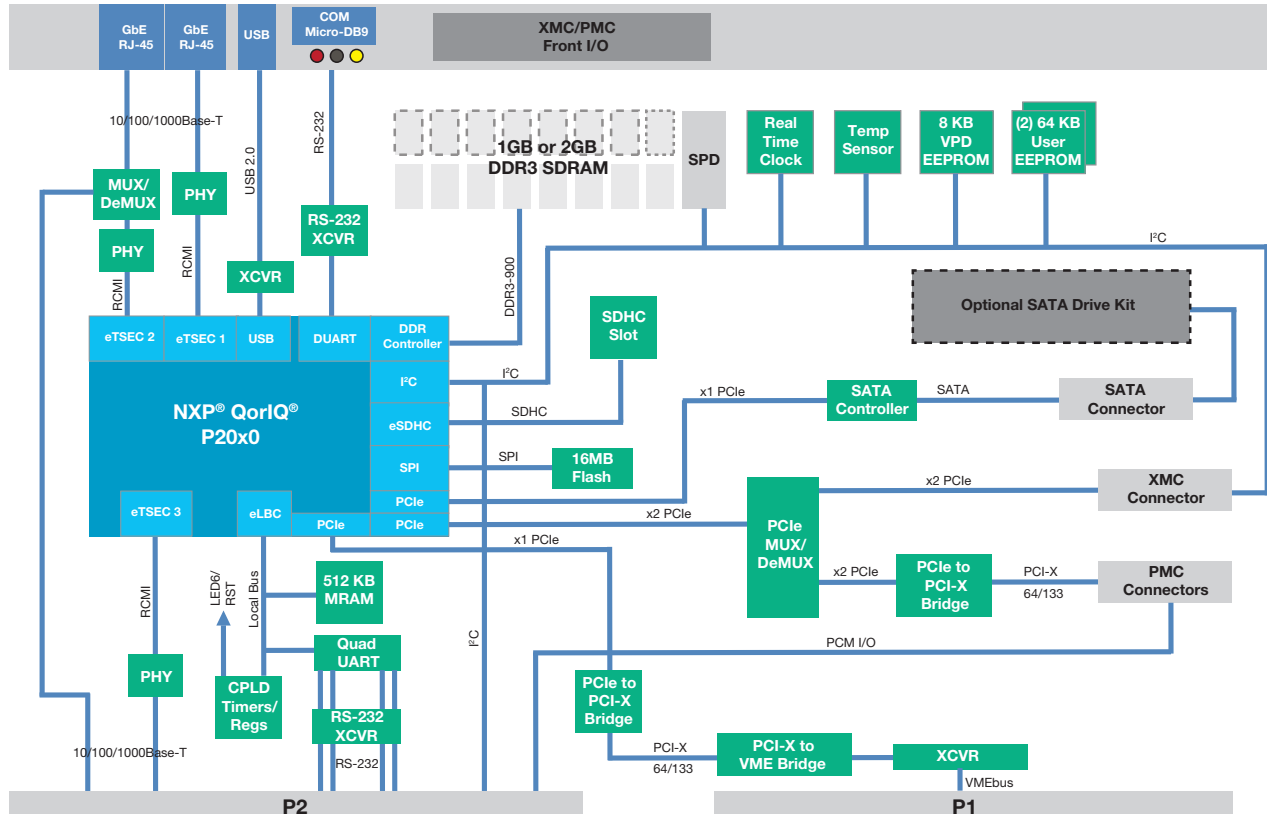 GbE
RJ-45
GbE
RJ-45
USB
COM
Micro-DB9
XMC/PMC
Front I/O
10/100/1000Base-T
USB 2.0
RS-232
1GB or 2GB
DDR3 SDRAM
SPD
Real
Time
Clock
Temp
Sensor
8 KB
VPD
EEPROM
(2) 64 KB
User
EEPROM
MUX/
DeMUX
PHY
PHY
RS-232
XCVR
XCVR
RCMI
RCMI
DDR3-900
I²C
Optional SATA Drive Kit
SDHC
Slot
eTSEC 2
eTSEC 1
USB
DUART
DDR
Controller
I²C
I²C
NXP® QorIQ®
P20x0
eSDHC
SDHC
x1 PCIe
SATA
Controller
SATA
SATA
Connector
SPI
SPI
16MB
Flash
PCIe
x2 PCIe
XMC
Connector
eTSEC 3
eLBC
PCIe
PCIe
x2 PCIe
x1 PCIe
PCIe
MUX/
DeMUX
x2 PCIe
PCIe to
PCI-X
Bridge
PCI-X
64/133
PMC
Connectors
RCMI
LED6/
RST
Local Bus
512 KB
MRAM
Quad
UART
I²C
PCM I/O
PHY
CPLD
Timers/
Regs
RS-232
XCVR
PCIe to
PCI-X
Bridge
10/100/1000Base-T
RS-232
PCI-X
64/133
PCI-X to
VME Bridge
XCVR
VMEbus
P2
P1